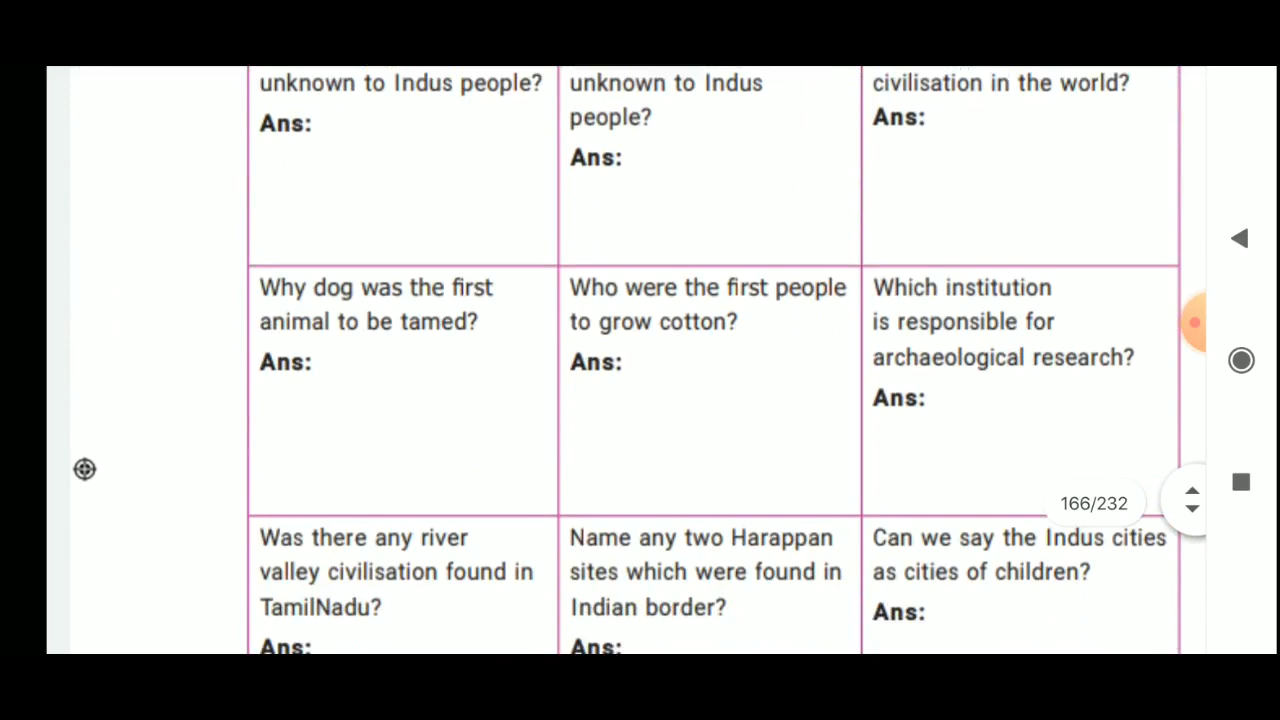 unknown to Indus people?
Ans:
unknown to Indus
people?
Ans:
civilisation in the world?
Ans:
Why dog was the first
animal to be tamed?
Ans:
Who were the first people
to grow cotton?
Ans:
Which institution
is responsible for
archaeological research?
Ans:
166/232
Was there any river
valley civilisation found in
TamilNadu?
Ans:
Name any two Harappan
sites which were found in
Indian border?
Ans:
Can we say the Indus cities
as cities of children?
Ans: